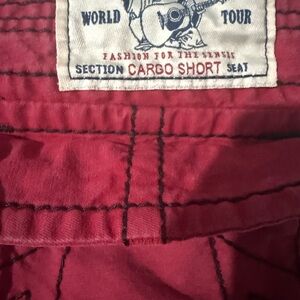 WORLD TOUR
FASHION FOR THE SENSES
SECTION CARGO SHORT SEAT